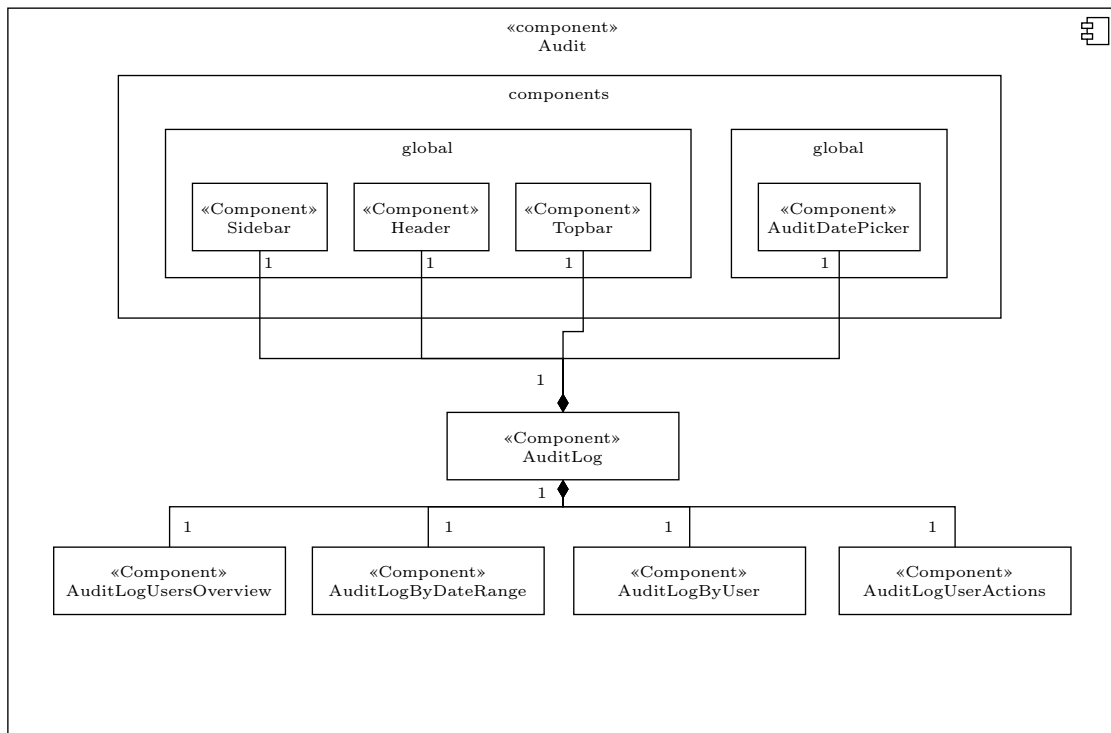 «component»
Audit
components
global
global
«Component»
Sidebar
«Component»
Header
«Component»
Topbar
«Component»
AuditDatePicker
1
1
1
1
1
«Component»
AuditLog
1
1
1
1
1
«Component»
AuditLogUsersOverview
«Component»
AuditLogByDateRange
«Component»
AuditLogByUser
«Component»
AuditLogUserActions